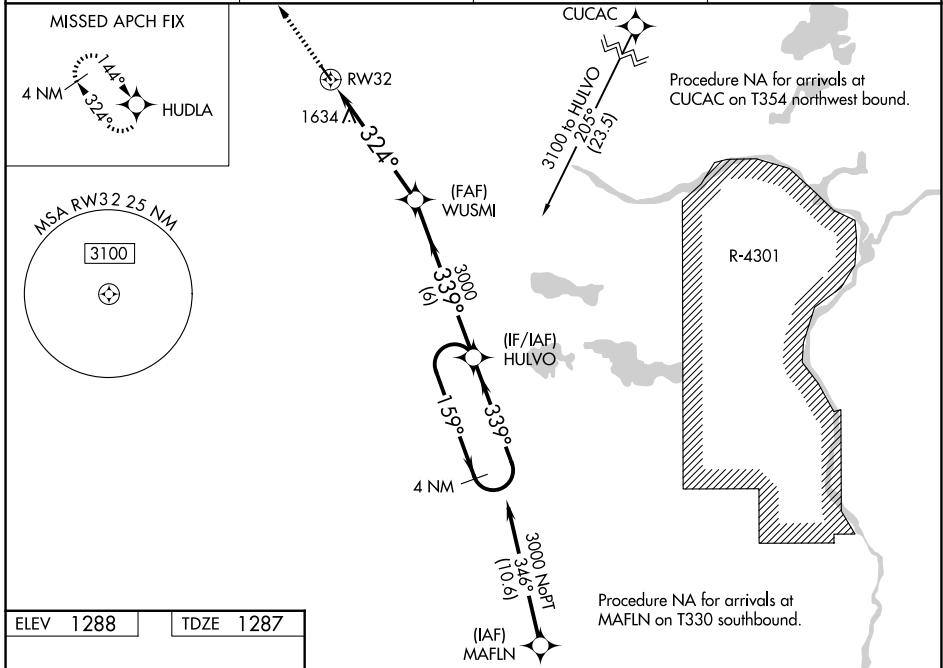 MISSED APCH FIX
4 NM
144°
324°
HUDLA
RW32
1634
324°
CUCAC
3100 to HULVO
205°
(23.5)
Procedure NA for arrivals at
CUCAC on T354 northwest bound.
MSA RW32 25 NM
3100
(FAF)
WUSMI
3000
339°
(6)
R-4301
(IF/IAF)
HULVO
159°
339°
4 NM
3000 NoPT
346°
(10.6)
(IAF)
MAFLN
Procedure NA for arrivals at
MAFLN on T330 southbound.
ELEV 1288
TDZE 1287